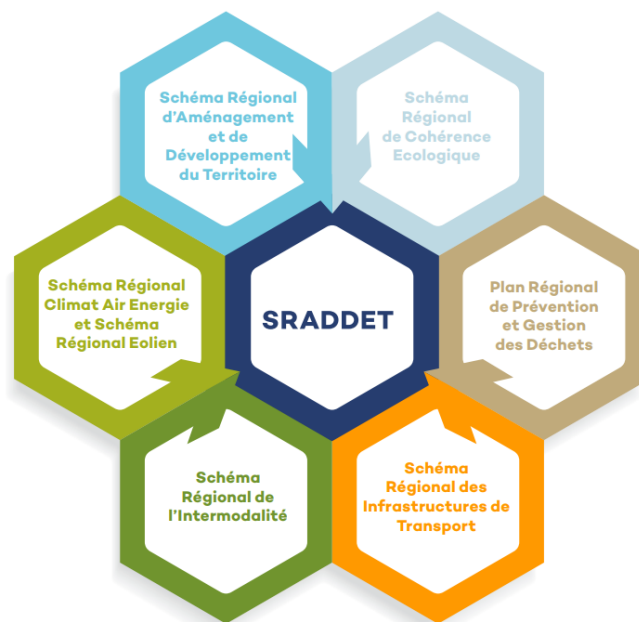 Schéma Régional
d'Aménagement
et de
Développement
du Territoire
Schéma
Régional
de Cohérence
Ecologique
Schéma Régional
Climat Air Energie
et Schéma
Régional Eolien
SRADDET
Plan Régional
de Prévention
et Gestion
des Déchets
Schéma
Régional de
l'Intermodalité
Schéma
Régional des
Infrastructures de
Transport